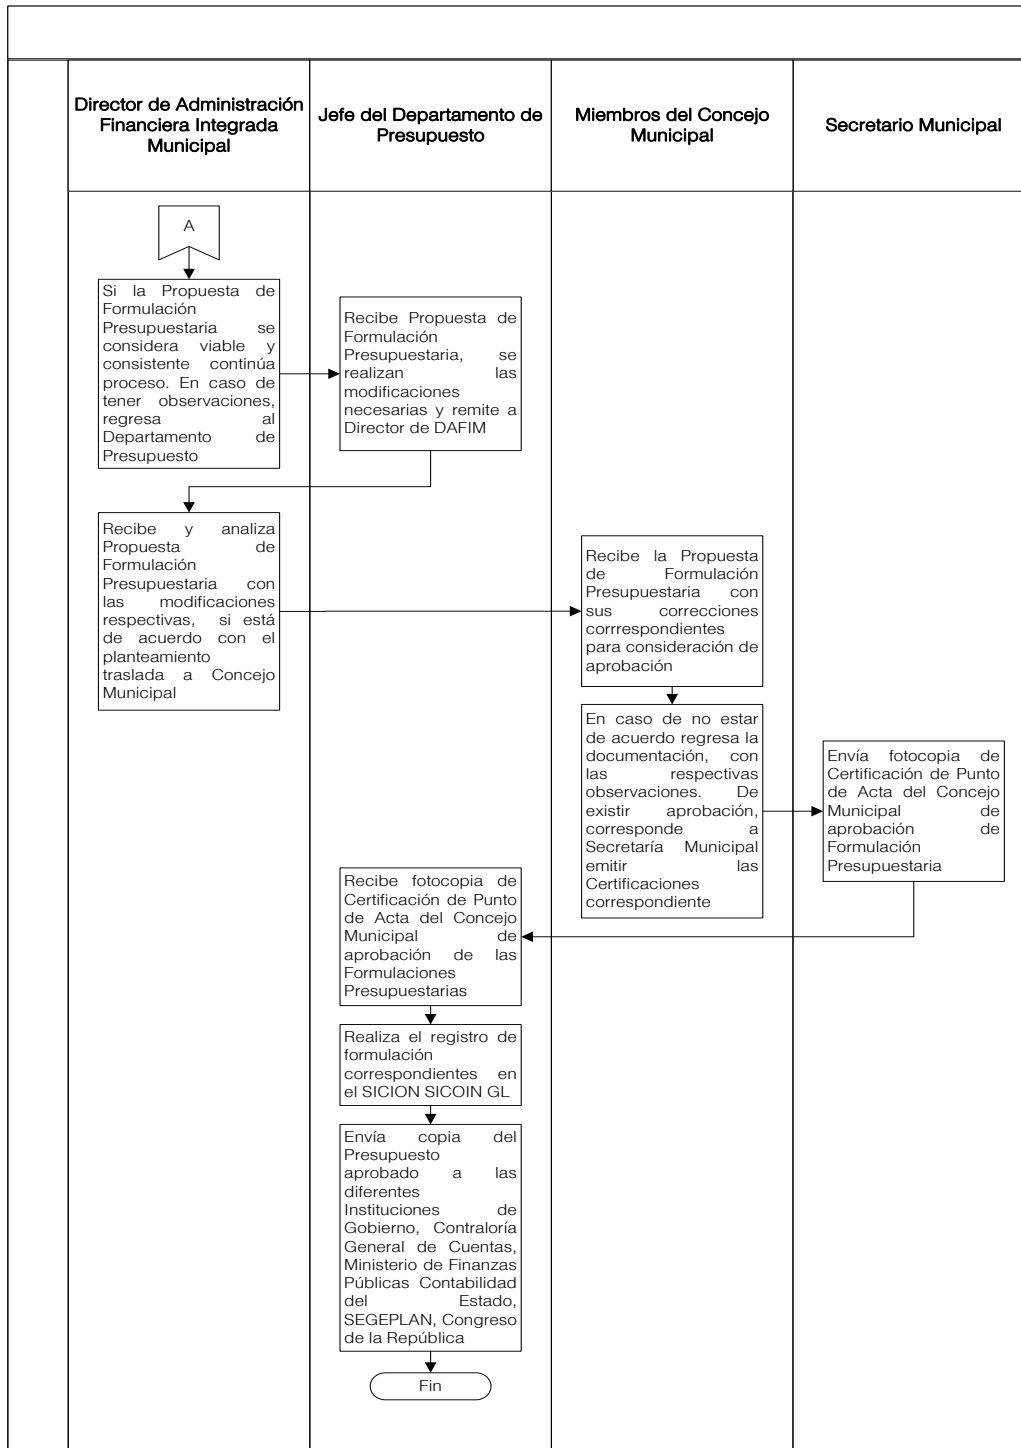 Director de Administración
Financiera Integrada
Municipal
Jefe del Departamento de
Presupuesto
Miembros del Concejo
Municipal
Secretario Municipal
A
Si la Propuesta de
Formulación
Presupuestaria se
considera viable y
consistente continúa
proceso. En caso de
tener observaciones,
regresa al
Departamento de
Presupuesto
Recibe Propuesta de
Formulación
Presupuestaria, se
realizan las
modificaciones
necesarias y remite a
Director de DAFIM
Recibe y analiza
Propuesta de
Formulación
Presupuestaria con
las modificaciones
respectivas, si está
de acuerdo con el
planteamiento
traslada a Concejo
Municipal
Recibe la Propuesta
de Formulación
Presupuestaria con
sus correcciones
corrrespondientes
para consideración de
aprobación
En caso de no estar
de acuerdo regresa la
documentación, con
las respectivas
observaciones. De
existir aprobación,
corresponde a
Secretaría Municipal
emitir las
Certificaciones
correspondiente
Envía fotocopia de
Certificación de Punto
de Acta del Concejo
Municipal de
aprobación de
Formulación
Presupuestaria
Recibe fotocopia de
Certificación de Punto
de Acta del Concejo
Municipal de
aprobación de las
Formulaciones
Presupuestarias
Realiza el registro de
formulación
correspondientes en
el SICION SICOIN GL
Envía copia del
Presupuesto
aprobado a las
diferentes
Instituciones de
Gobierno, Contraloría
General de Cuentas,
Ministerio de Finanzas
Públicas Contabilidad
del Estado,
SEGEPLAN, Congreso
de la República
Fin